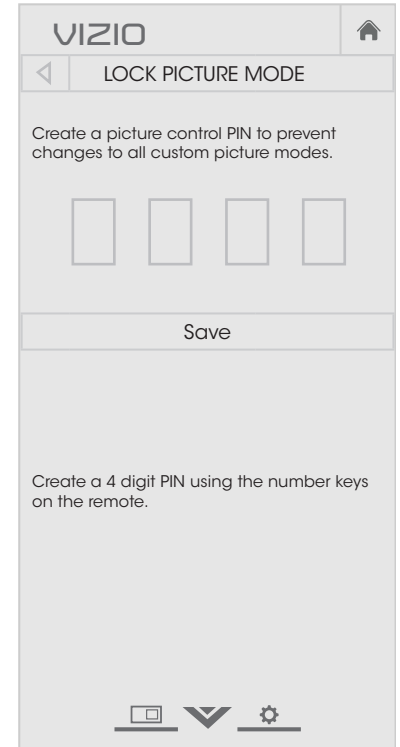 VIZIO
LOCK PICTURE MODE
Create a picture control PIN to prevent
changes to all custom picture modes.
Save
Create a 4 digit PIN using the number keys
on the remote.